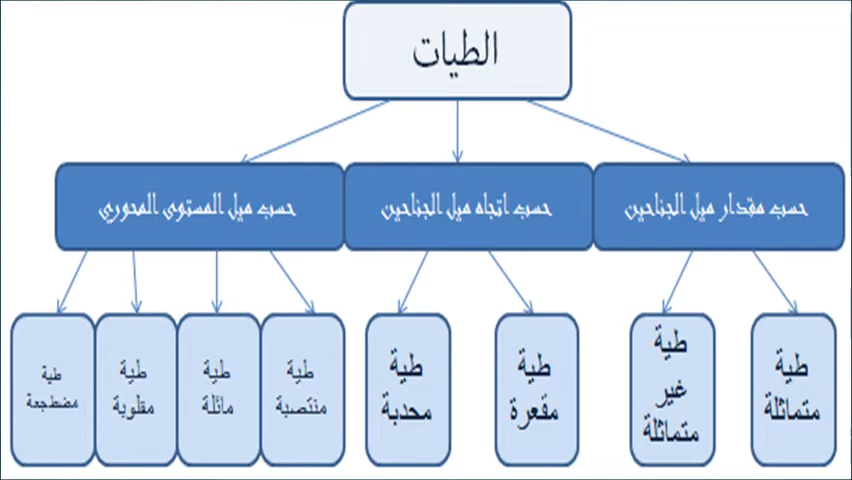 الطيات
حسب مقدار ميل الجناحين
حسب اتجاه ميل الجناحين
حسب ميل المستوى المحوري
طية
متماثلة
طية
غير
متماثلة
طية
مقعرة
طية
محدبة
طية
منتصبة
طية
مائلة
طية
مقلوبة
طية
مضطجعة